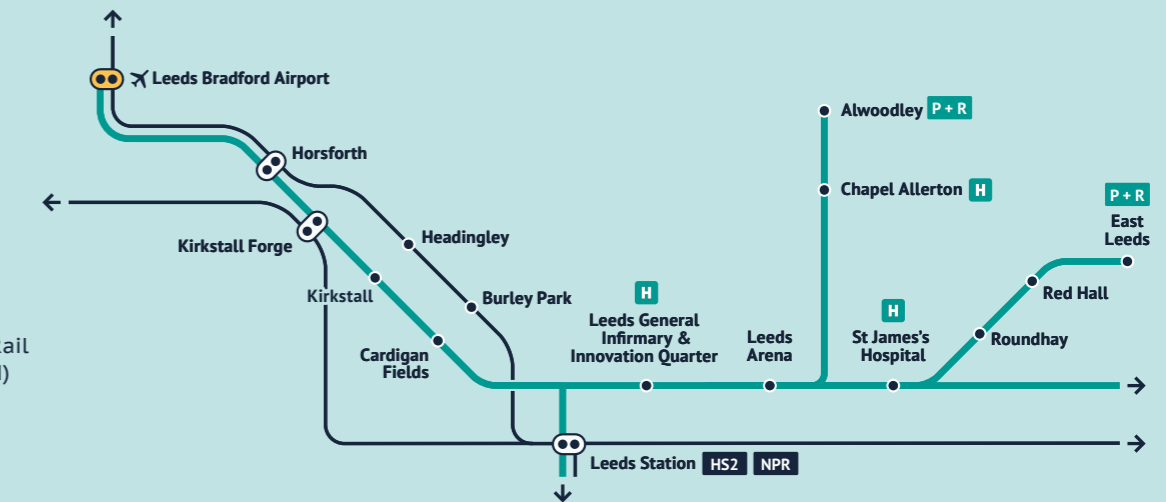 Leeds Bradford Airport
Horsforth
Kirkstall Forge
Headingley
Kirkstall
Burley Park
Cardigan
Fields
H
Leeds General
Infirmary &
Innovation Quarter
Leeds
Arena
Alwoodley P + R
Chapel Allerton H
H
St James's
Hospital
P + R
East
Leeds
Red Hall
Roundhay
Leeds Station HS2 NPR